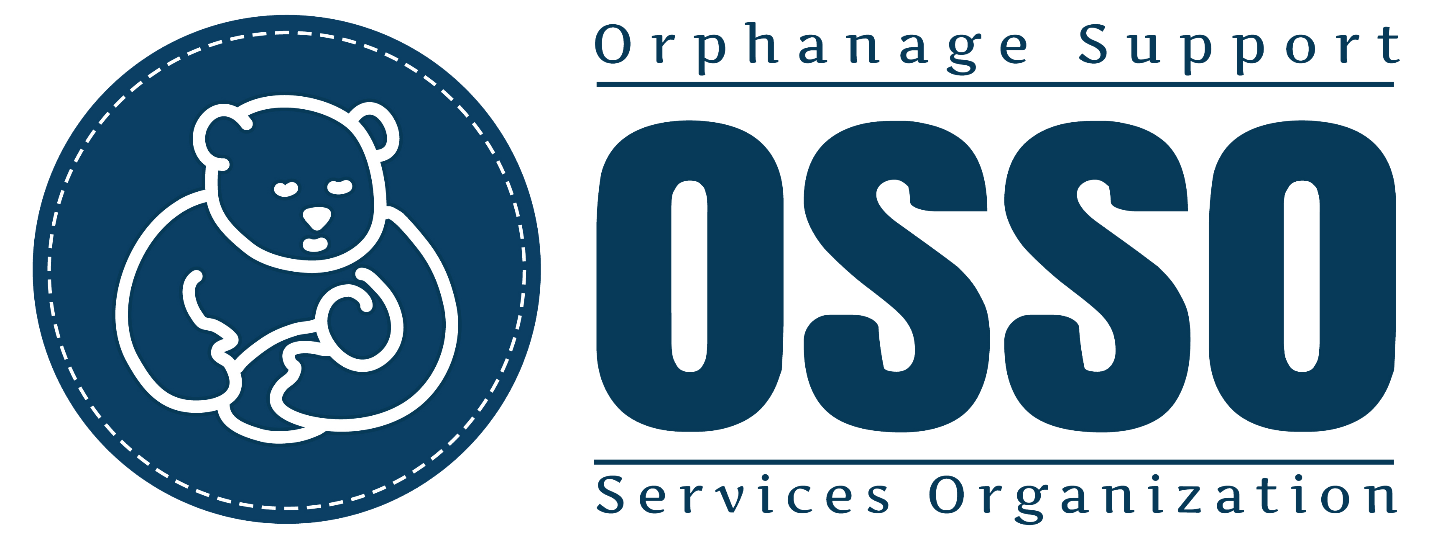 Orphanage Support
OSSO
Services Organization